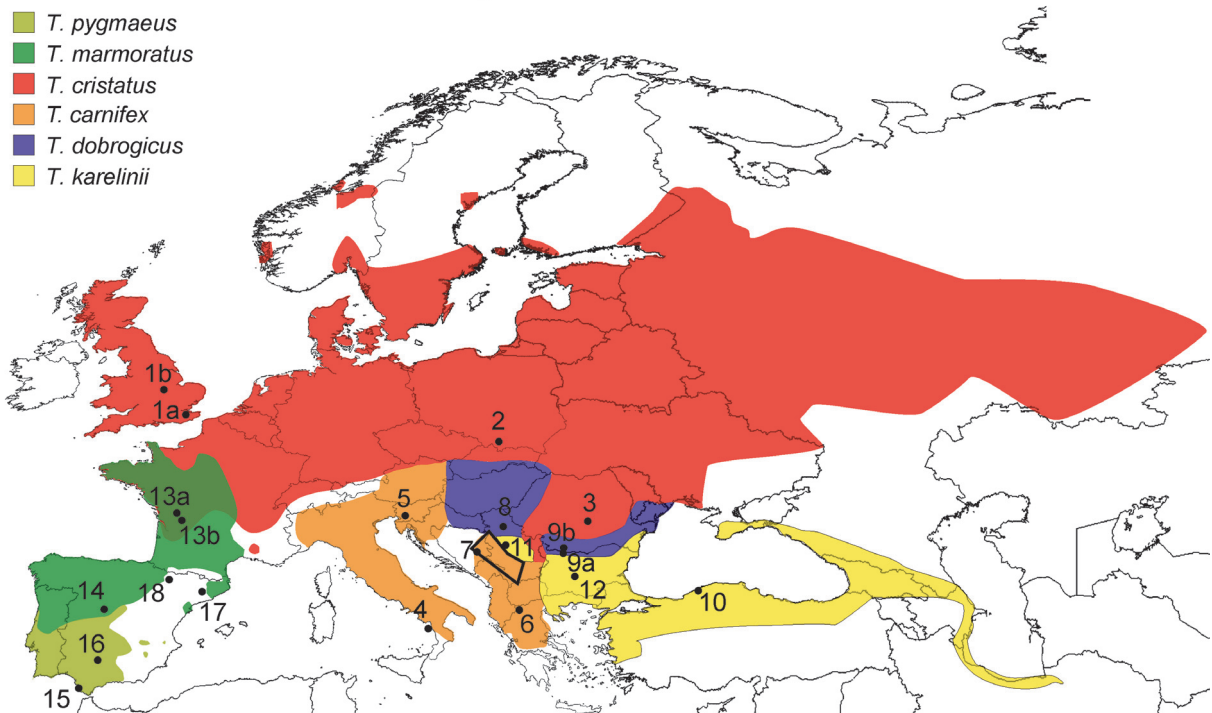 T. pygmaeus
T. marmoratus
T. cristatus
T. carnifex
T. dobrogicus
T. karelinii
1b
1a
2
13a
13b
5
8
3
9b
7
11
9a
12
10
18
17
14
4
6
16
15